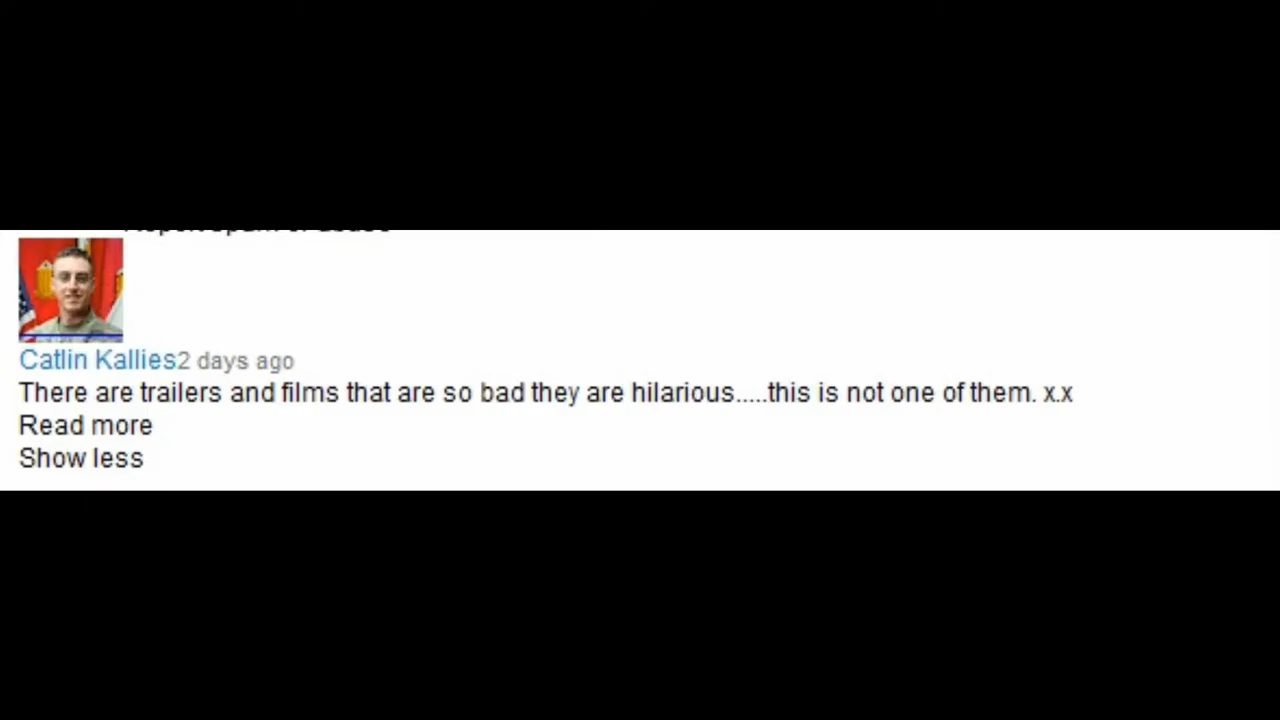 Catlin Kallies2 days ago
There are trailers and films that are so bad they are hilarious.....this is not one of them. x.x
Read more
Show less